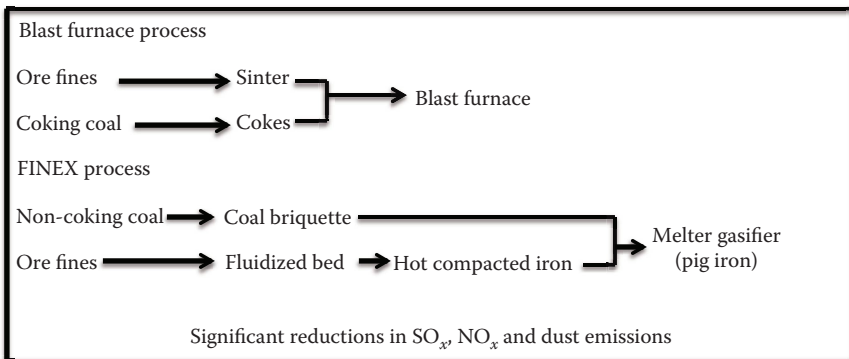 Blast furnace process
Ore fines Sinter
Blast furnace
Coking coal Cokes
FINEX process
Non-coking coal Coal briquette
Melter gasifier
(pig iron)
Ore fines Fluidized bed Hot compacted iron
Significant reductions in SOₓ, NOₓ and dust emissions